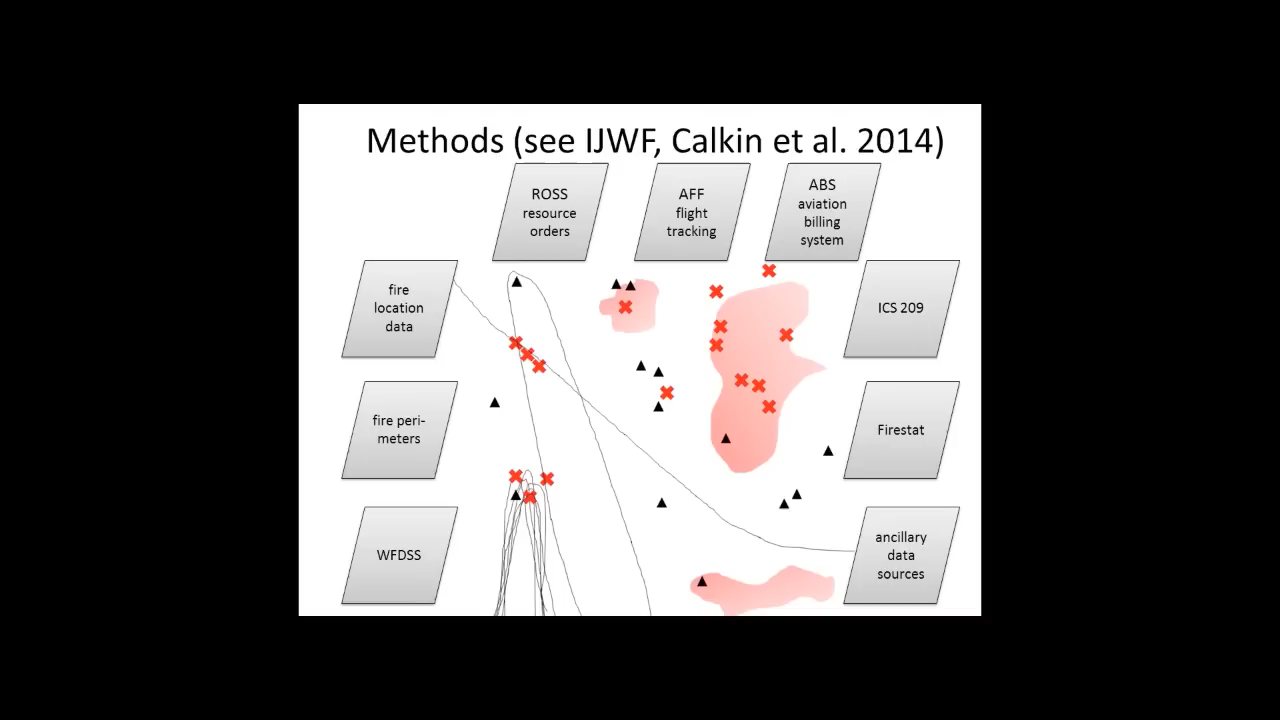 Methods (see IJWF, Calkin et al. 2014)
ROSS
resource
orders
AFF
flight
tracking
ABS
aviation
billing
system
fire
location
data
ICS 209
fire peri-
meters
Firestat
WFDSS
ancillary
data
sources